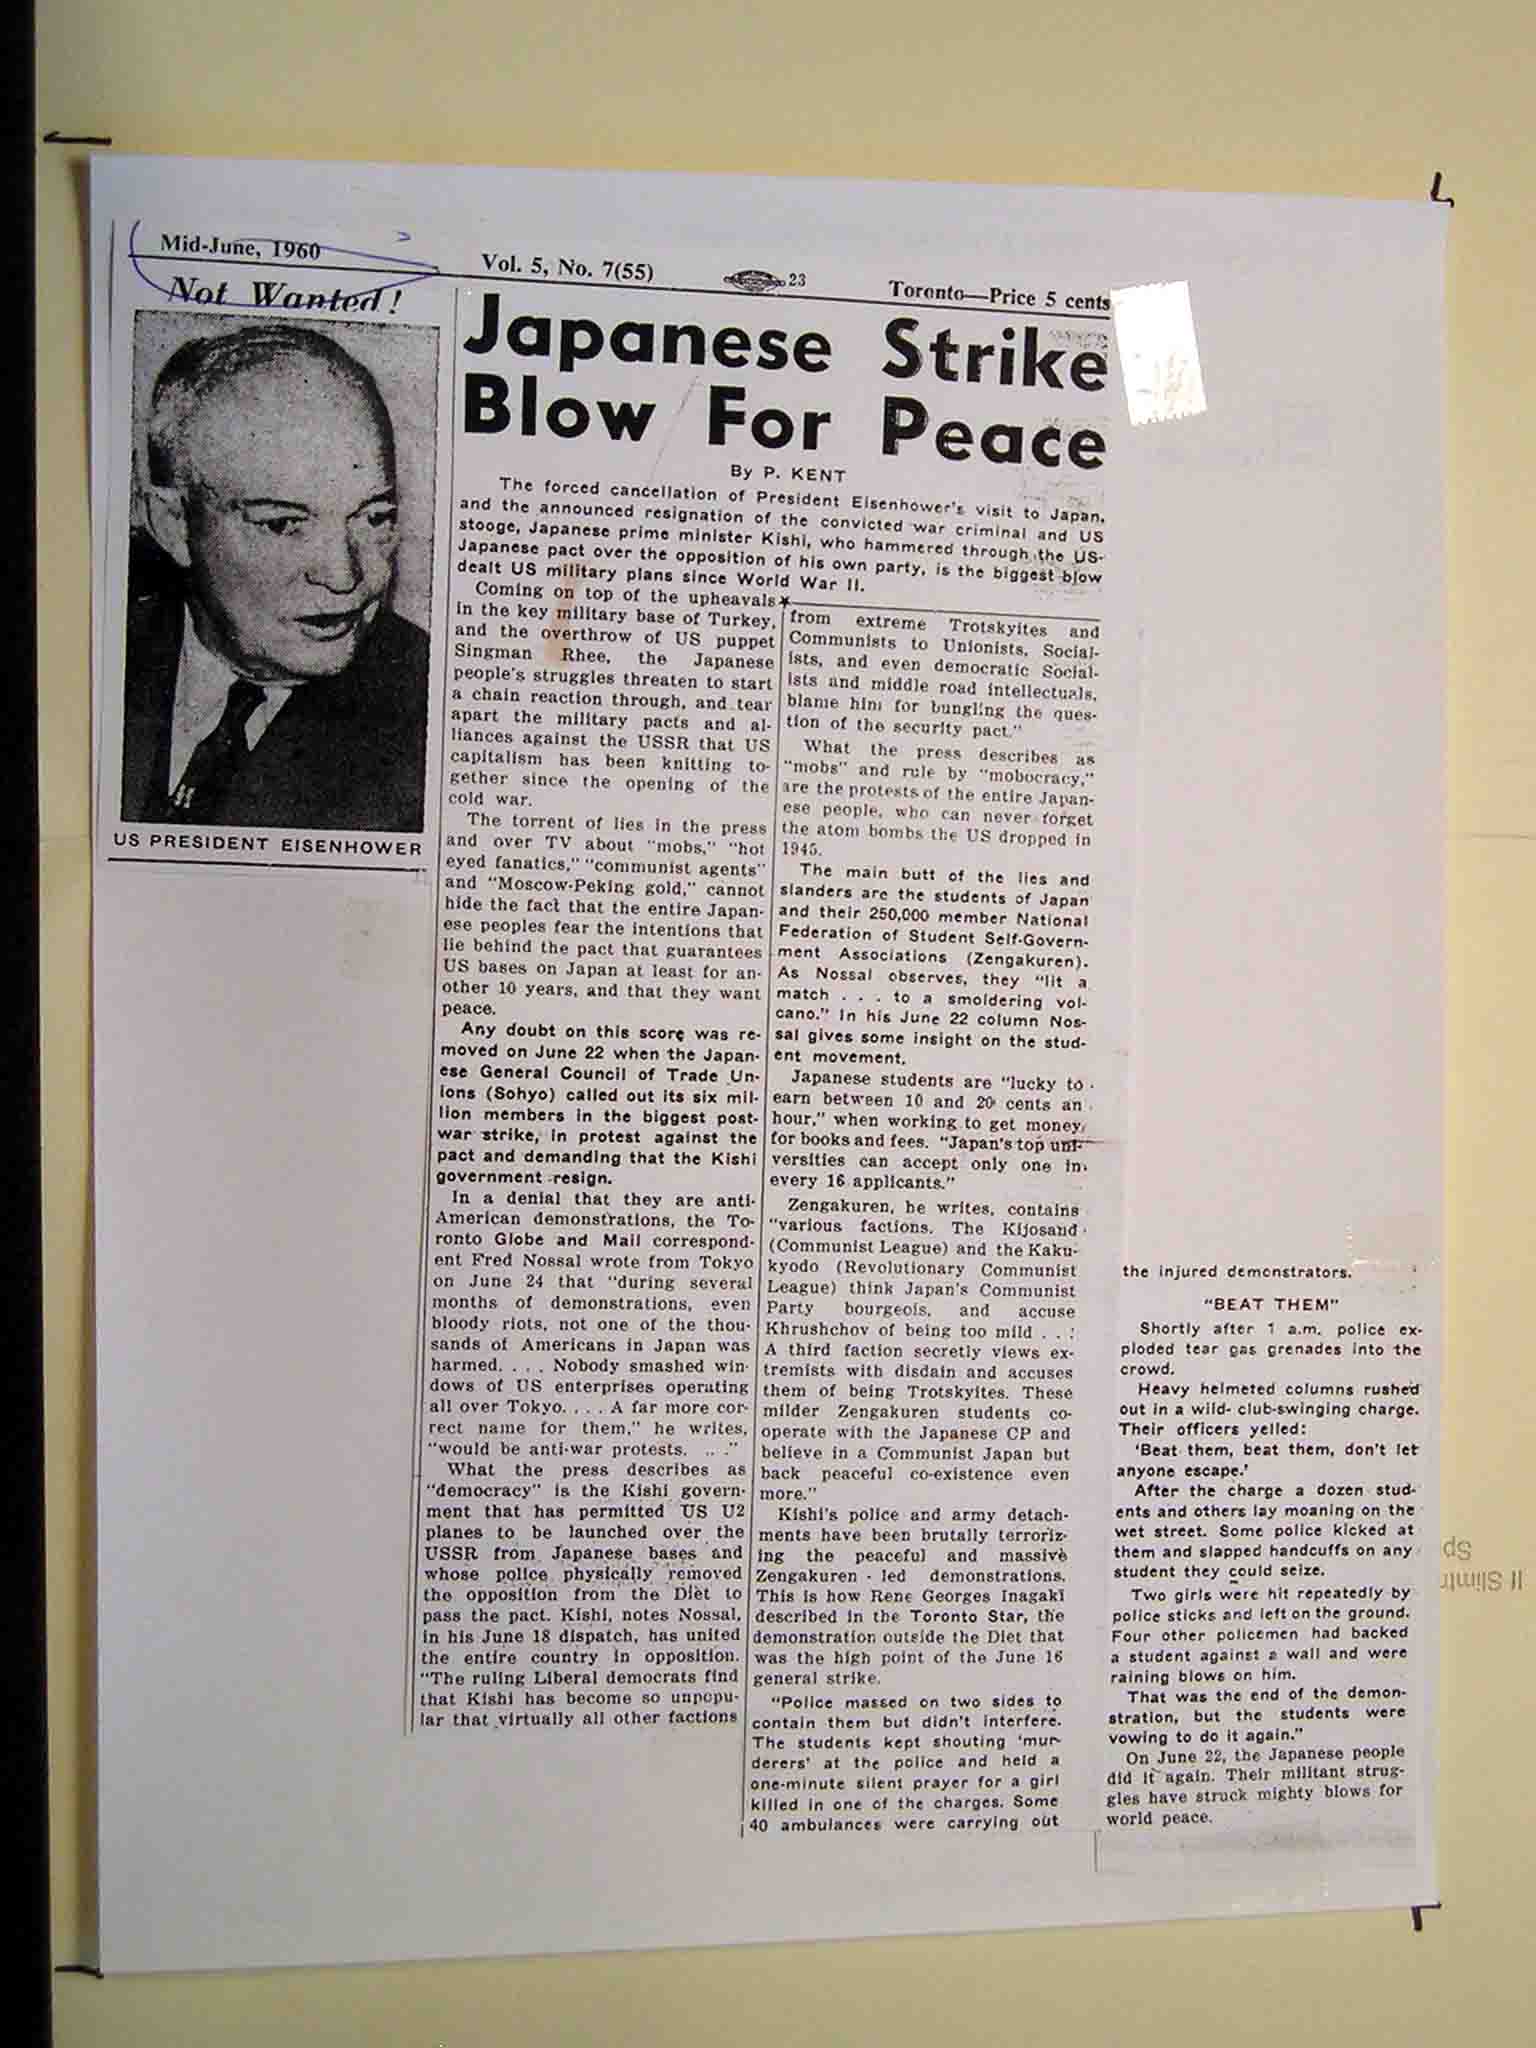 Mid-June, 1960
Vol. 5, No. 7(55)
23
Toronto—Price 5 cents
Not Wanted!
US PRESIDENT EISENHOWER
Japanese Strike
Blow For Peace
By P. KENT
The forced cancellation of President Eisenhower's visit to Japan,
and the announced resignation of the convicted war criminal and US
stooge, Japanese prime minister Kishi, who hammered through the US-
Japanese pact over the opposition of his own party, is the biggest blow
dealt US military plans since World War II.
Coming on top of the upheavals
in the key military base of Turkey,
and the overthrow of US puppet
Singman Rhee, the Japanese
people's struggles threaten to start
a chain reaction through, and tear
apart the military pacts and al-
liances against the USSR that US
capitalism has been knitting to-
gether since the opening of the
cold war.
The torrent of lies in the press
and over TV about "mobs," "hot
eyed fanatics," "communist agents"
and "Moscow-Peking gold," cannot
hide the fact that the entire Japan-
ese peoples fear the intentions that
lie behind the pact that guarantees
US bases on Japan at least for an-
other 10 years, and that they want
peace.
Any doubt on this score was re-
moved on June 22 when the Japan-
ese General Council of Trade Un-
ions (Sohyo) called out its six mil-
lion members in the biggest post-
war strike, in protest against the
pact and demanding that the Kishi
government resign.
In a denial that they are anti-
American demonstrations, the To-
ronto Globe and Mail correspond-
ent Fred Nossal wrote from Tokyo
on June 24 that "during several
months of demonstrations, even
bloody riots, not one of the thou-
sands of Americans in Japan was
harmed. . . . Nobody smashed win-
dows of US enterprises operating
all over Tokyo. . . . A far more cor-
rect name for them," he writes,
"would be anti-war protests. . . ."
What the press describes as
"democracy" is the Kishi govern-
ment that has permitted US U2
planes to be launched over the
USSR from Japanese bases and
whose police physically removed
the opposition from the Diet to
pass the pact. Kishi, notes Nossal,
in his June 18 dispatch, has united
the entire country in opposition.
"The ruling Liberal democrats find
that Kishi has become so unpopu-
lar that virtually all other factions
from extreme Trotskyites and
Communists to Unionists, Social-
ists, and even democratic Social-
ists and middle road intellectuals,
blame him for bungling the ques-
tion of the security pact."
What the press describes as
"mobs" and rule by "mobocracy,"
are the protests of the entire Japan-
ese people, who can never forget
the atom bombs the US dropped in
1945.
The main butt of the lies and
slanders are the students of Japan
and their 250,000 member National
Federation of Student Self-Govern-
ment Associations (Zengakuren).
As Nossal observes, they "lit a
match . . . to a smoldering vol-
cano." In his June 22 column Nos-
sal gives some insight on the stud-
ent movement.
Japanese students are "lucky to
earn between 10 and 20 cents an
hour," when working to get money
for books and fees. "Japan's top uni-
versities can accept only one in
every 16 applicants."
Zengakuren, he writes, contains
"various factions. The Kijosand
(Communist League) and the Kaku-
kyodo (Revolutionary Communist
League) think Japan's Communist
Party bourgeois, and accuse
Khrushchov of being too mild . . .
A third faction secretly views ex-
tremists with disdain and accuses
them of being Trotskyites. These
milder Zengakuren students co-
operate with the Japanese CP and
believe in a Communist Japan but
back peaceful co-existence even
more."
Kishi's police and army detach-
ments have been brutally terroriz-
ing the peaceful and massive
Zengakuren - led demonstrations.
This is how Rene Georges Inagaki
described in the Toronto Star, the
demonstration outside the Diet that
was the high point of the June 16
general strike.
"Police massed on two sides to
contain them but didn't interfere.
The students kept shouting 'mur-
derers' at the police and held a
one-minute silent prayer for a girl
killed in one of the charges. Some
40 ambulances were carrying out
the injured demonstrators.
"BEAT THEM"
Shortly after 1 a.m. police ex-
ploded tear gas grenades into the
crowd.
Heavy helmeted columns rushed
out in a wild club-swinging charge.
Their officers yelled:
'Beat them, beat them, don't let
anyone escape.'
After the charge a dozen stud-
ents and others lay moaning on the
wet street. Some police kicked at
them and slapped handcuffs on any
student they could seize.
Two girls were hit repeatedly by
police sticks and left on the ground.
Four other policemen had backed
a student against a wall and were
raining blows on him.
That was the end of the demon-
stration, but the students were
vowing to do it again."
On June 22, the Japanese people
did it again. Their militant strug-
gles have struck mighty blows for
world peace.